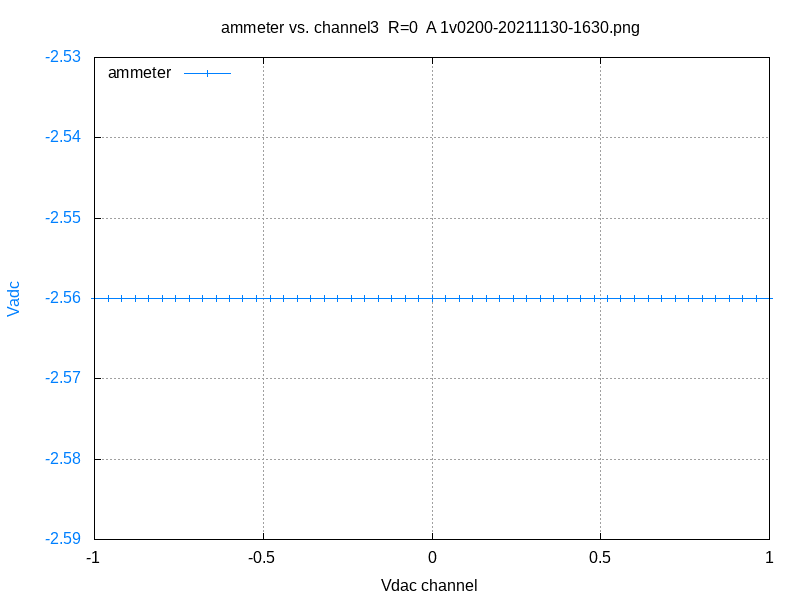 ammeter vs. channel3  R=0  A 1v0200-20211130-1630.png
ammeter
-2.53
-2.54
-2.55
-2.56
-2.57
-2.58
-2.59
Vadc
-1 -0.5 0 0.5 1
Vdac channel